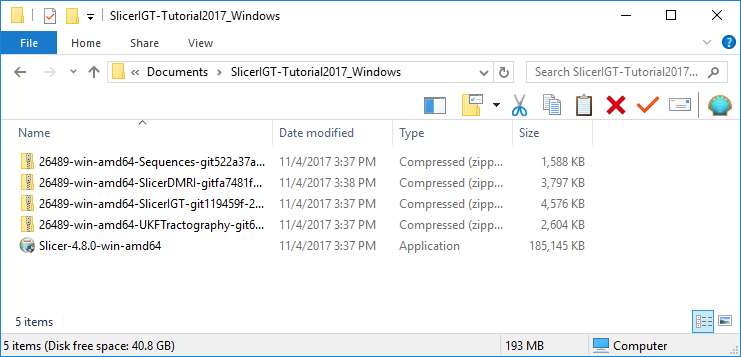 SlicerIGT-Tutorial2017_Windows
File Home Share View
Documents SlicerIGT-Tutorial2017_Windows Search SlicerIGT-Tutorial2017...
Name Date modified Type Size
26489-win-amd64-Sequences-git522a37a... 11/4/2017 3:37 PM Compressed (zipp... 1,588 KB
26489-win-amd64-SlicerDMRI-gitfa7481f... 11/4/2017 3:38 PM Compressed (zipp... 3,797 KB
26489-win-amd64-SlicerIGT-git119459f-2... 11/4/2017 3:37 PM Compressed (zipp... 4,576 KB
26489-win-amd64-UKFTractography-git6... 11/4/2017 3:37 PM Compressed (zipp... 2,604 KB
Slicer-4.8.0-win-amd64 11/4/2017 3:37 PM Application 185,145 KB
5 items
5 items (Disk free space: 40.8 GB) 193 MB Computer